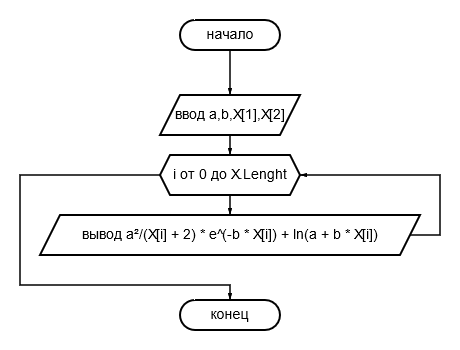 начало
ввод a,b,X[1],X[2]
i от 0 до X.Lenght
вывод a²/(X[i] + 2) * e^(-b * X[i]) + ln(a + b * X[i])
конец